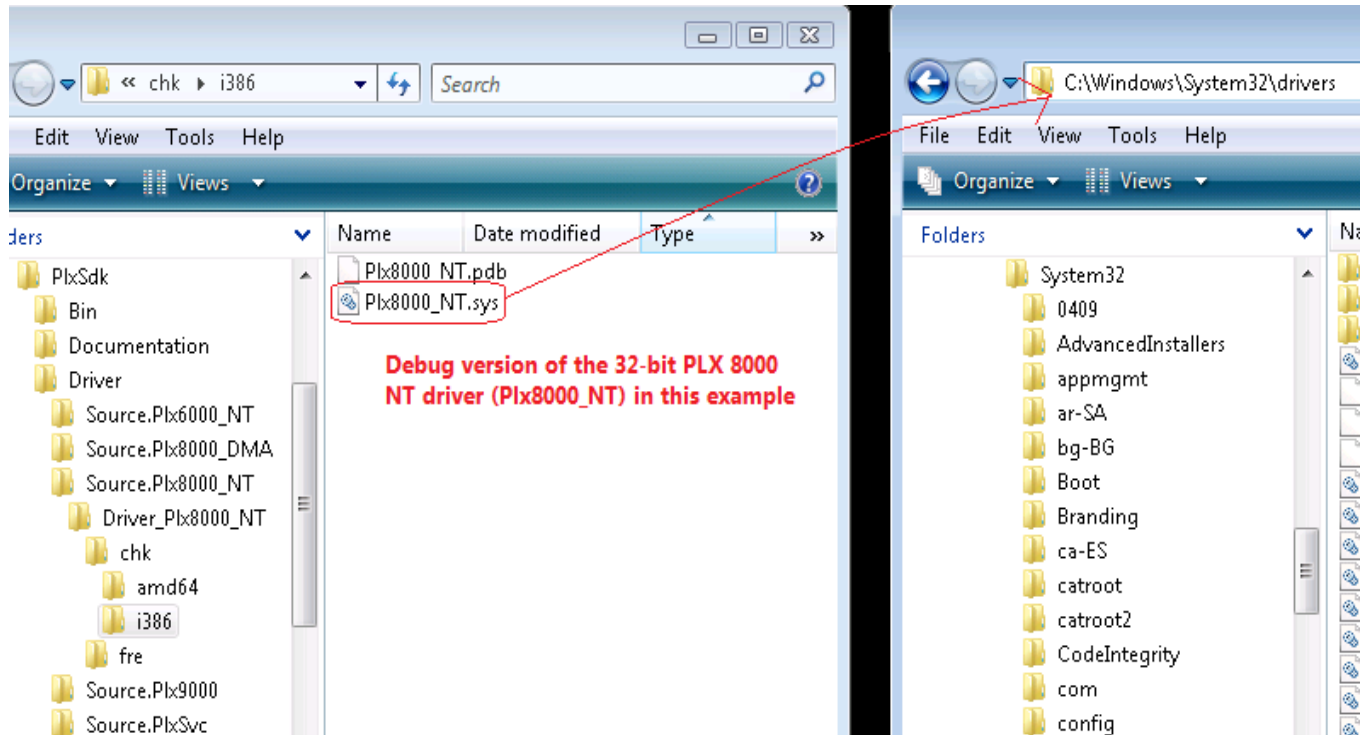 « chk ▸ i386
Search
Edit View Tools Help
Organize Views
ders
Name Date modified Type »
PlxSdk
Bin
Documentation
Driver
Source.Plx6000_NT
Source.Plx8000_DMA
Source.Plx8000_NT
Driver_Plx8000_NT
chk
amd64
i386
fre
Source.Plx9000
Source.PlxSvc
Plx8000_NT.pdb
Plx8000_NT.sys
Debug version of the 32-bit PLX 8000
NT driver (Plx8000_NT) in this example
C:\Windows\System32\drivers
File Edit View Tools Help
Organize Views
Folders
Na
System32
0409
AdvancedInstallers
appmgmt
ar-SA
bg-BG
Boot
Branding
ca-ES
catroot
catroot2
CodeIntegrity
com
config